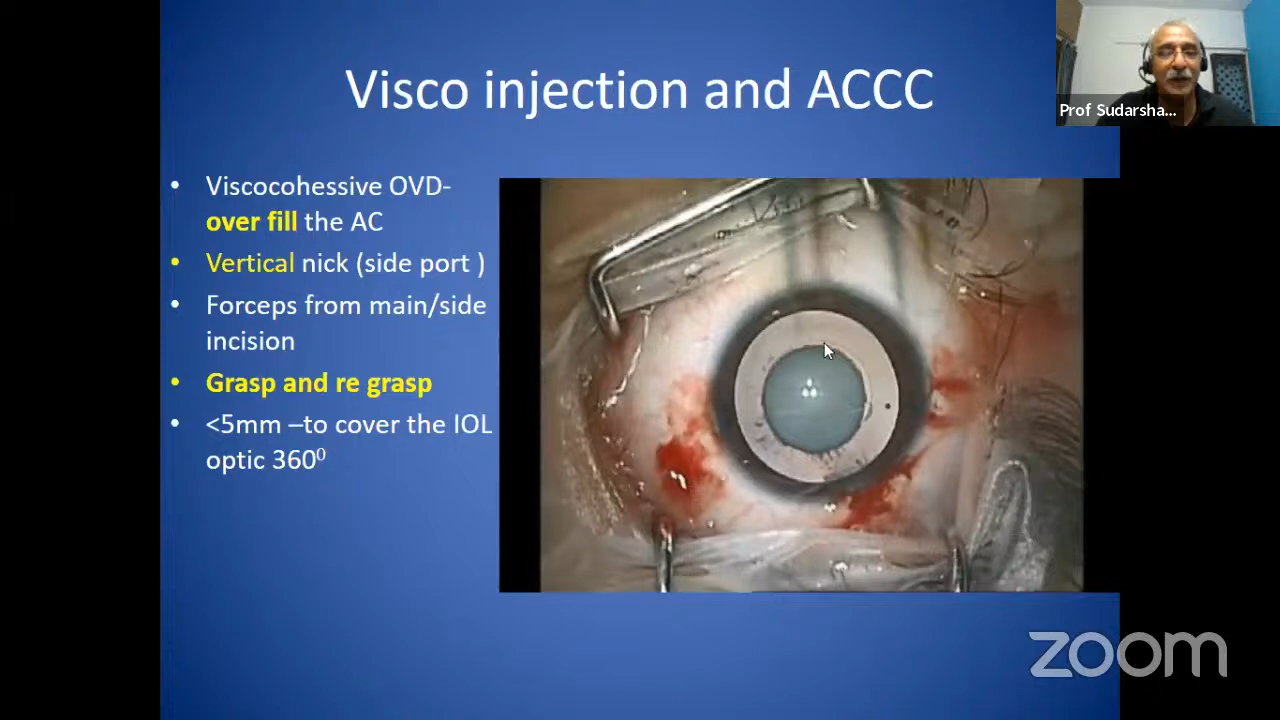 Visco injection and ACCC
Prof Sudarsha...
• Viscocohessive OVD-
over fill the AC
• Vertical nick (side port )
• Forceps from main/side
incision
• Grasp and re grasp
• <5mm –to cover the IOL
optic 360⁰
zoom